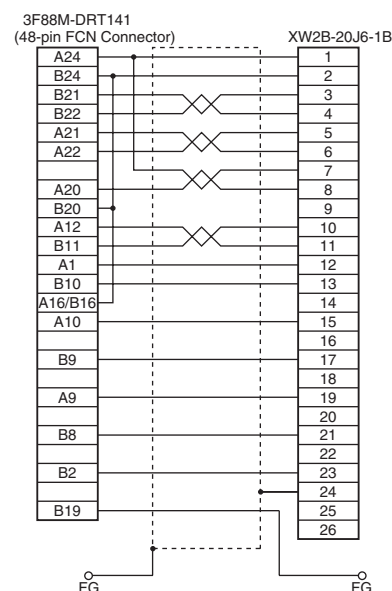 3F88M-DRT141
(48-pin FCN Connector)
XW2B-20J6-1B
A24
1
B24
2
B21
3
B22
4
A21
5
A22
6
7
A20
8
B20
9
A12
10
B11
11
A1
12
B10
13
A16/B16
14
A10
15
16
B9
17
18
A9
19
20
B8
21
22
B2
23
24
B19
25
26
FG
FG